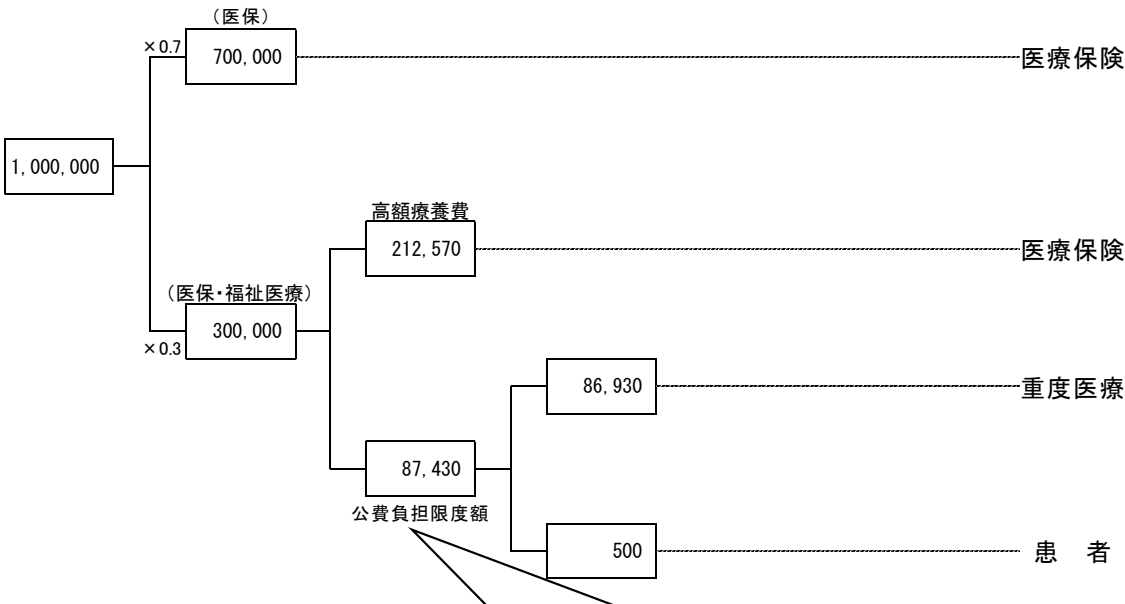 (医保)
×0.7
700,000
医療保険
1,000,000
高額療養費
212,570
医療保険
(医保・福祉医療)
300,000
×0.3
86,930
重度医療
87,430
公費負担限度額
500
患　者